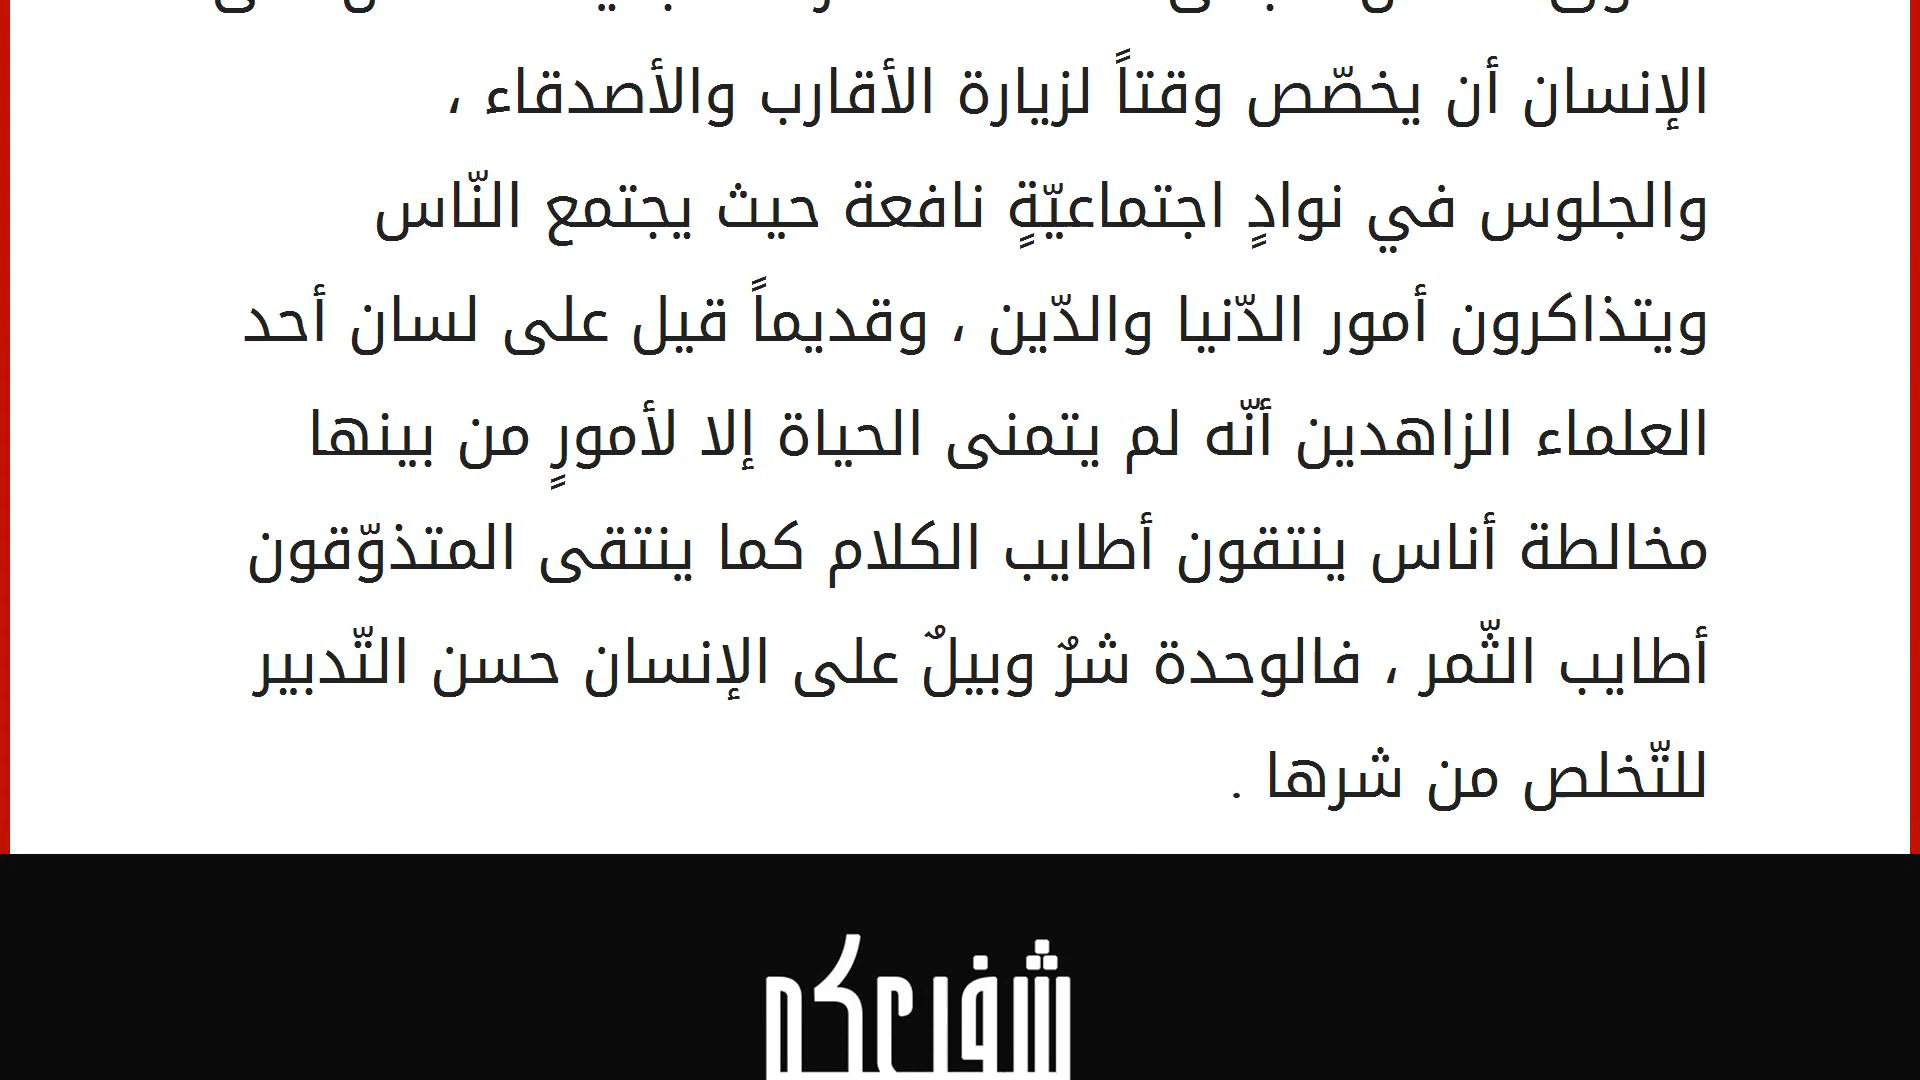 الإنسان أن يخصّص وقتاً لزيارة الأقارب والأصدقاء ،
والجلوس في نوادٍ اجتماعيّةٍ نافعة حيث يجتمع النّاس
ويتذاكرون أمور الدّنيا والدّين ، وقديماً قيل على لسان أحد
العلماء الزاهدين أنّه لم يتمنى الحياة إلا لأمورٍ من بينها
مخالطة أناس ينتقون أطايب الكلام كما ينتقى المتذوّقون
أطايب الثّمر ، فالوحدة شرٌ وبيلٌ على الإنسان حسن التّدبير
للتّخلص من شرها .